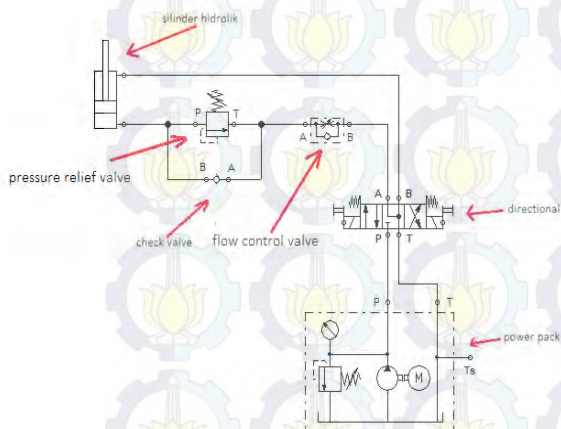 silinder hidrolik
P T
pressure relief valve
B A
check valve
A B
flow control valve
A B
directional
P T
P T
power pack
Ts
M